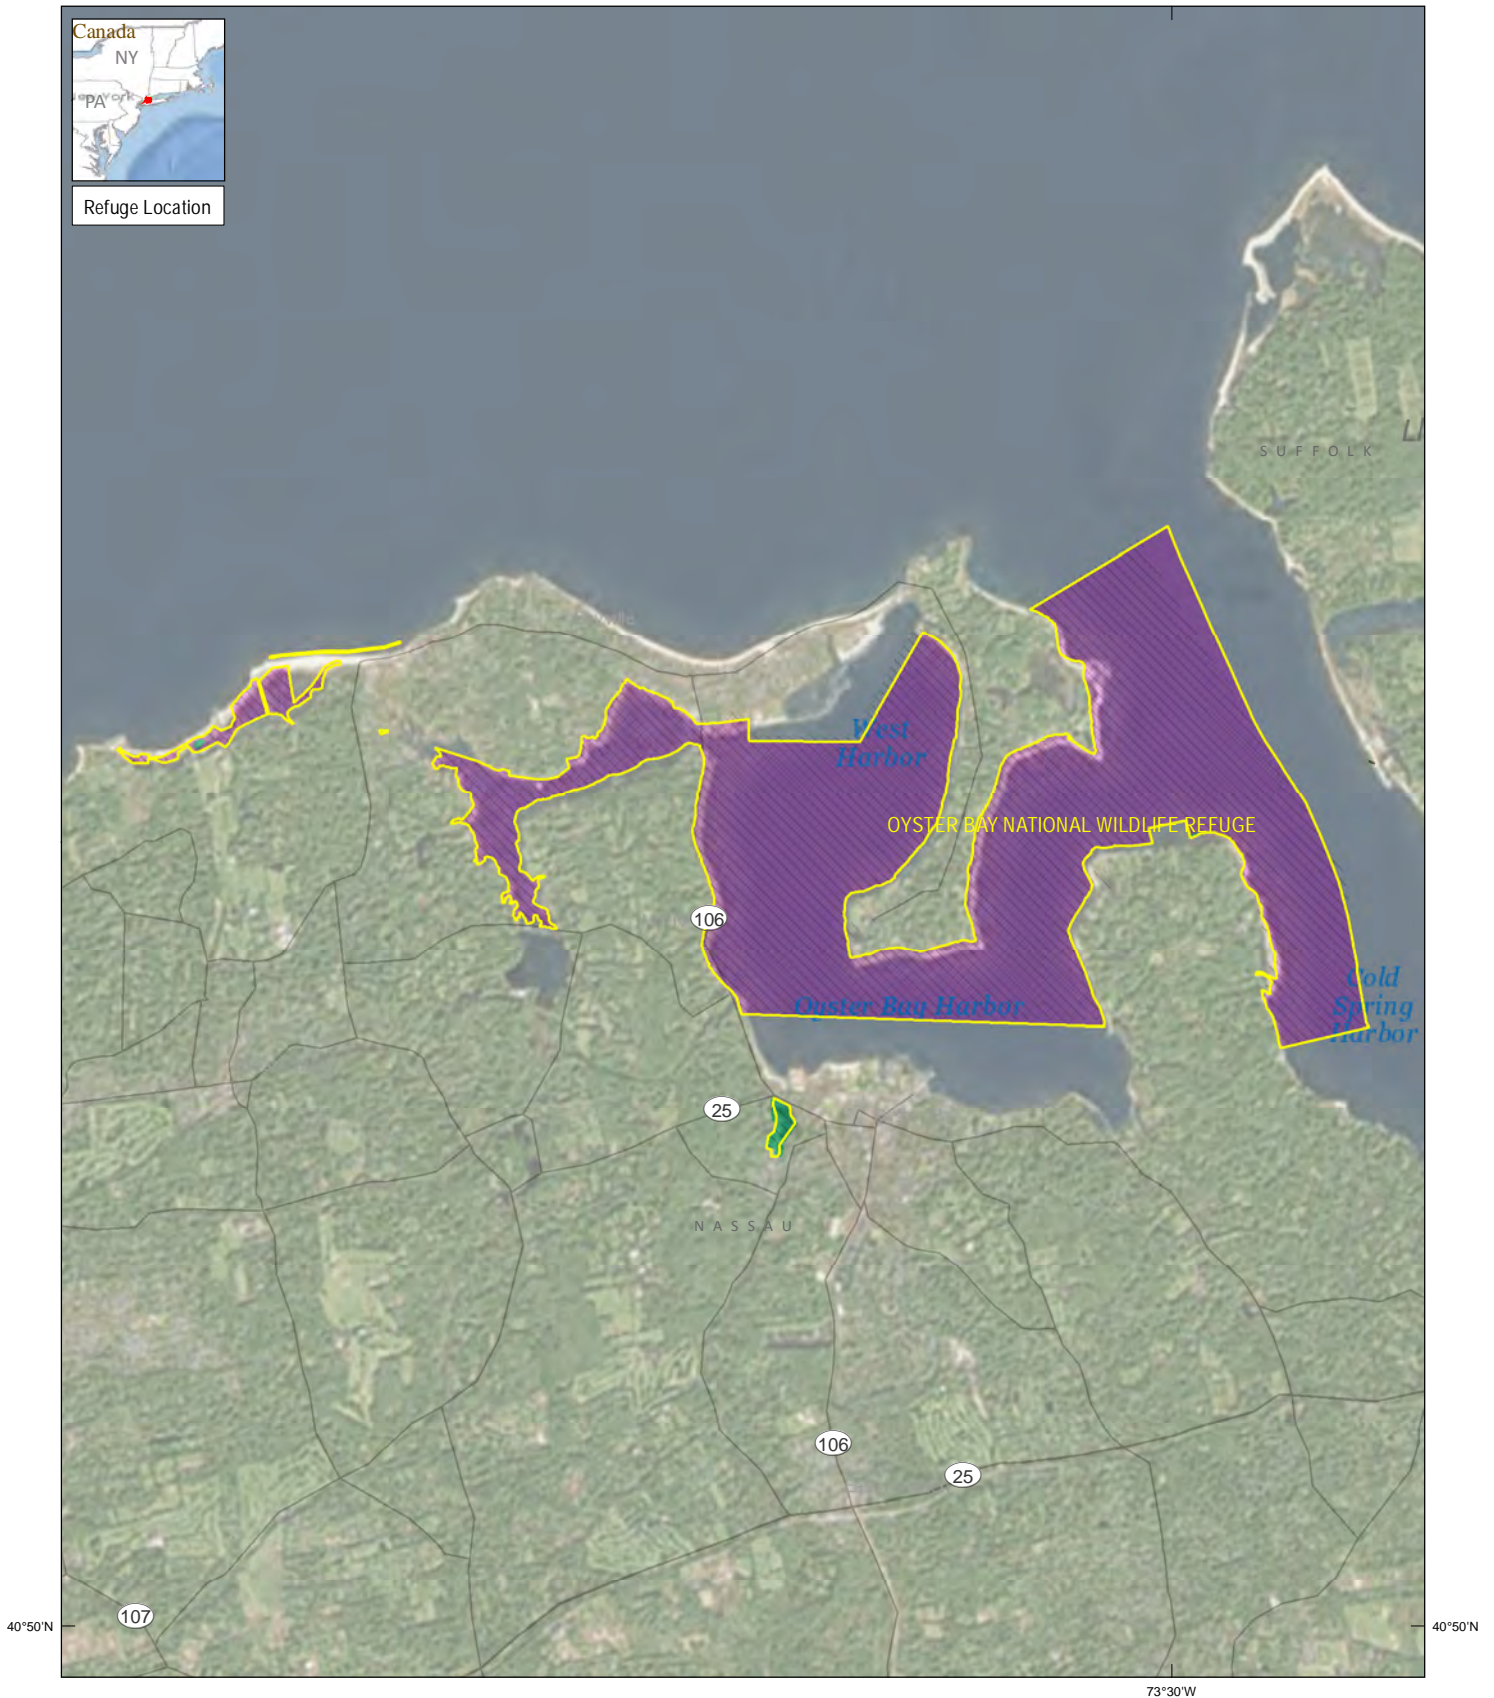 Canada
NY
PA
Refuge Location
SUFFOLK
LI
West
Harbor
OYSTER BAY NATIONAL WILDLIFE REFUGE
106
Cold
Spring
Harbor
Oyster Bay Harbor
25
NASSAU
106
25
107
40°50'N
40°50'N
73°30'W